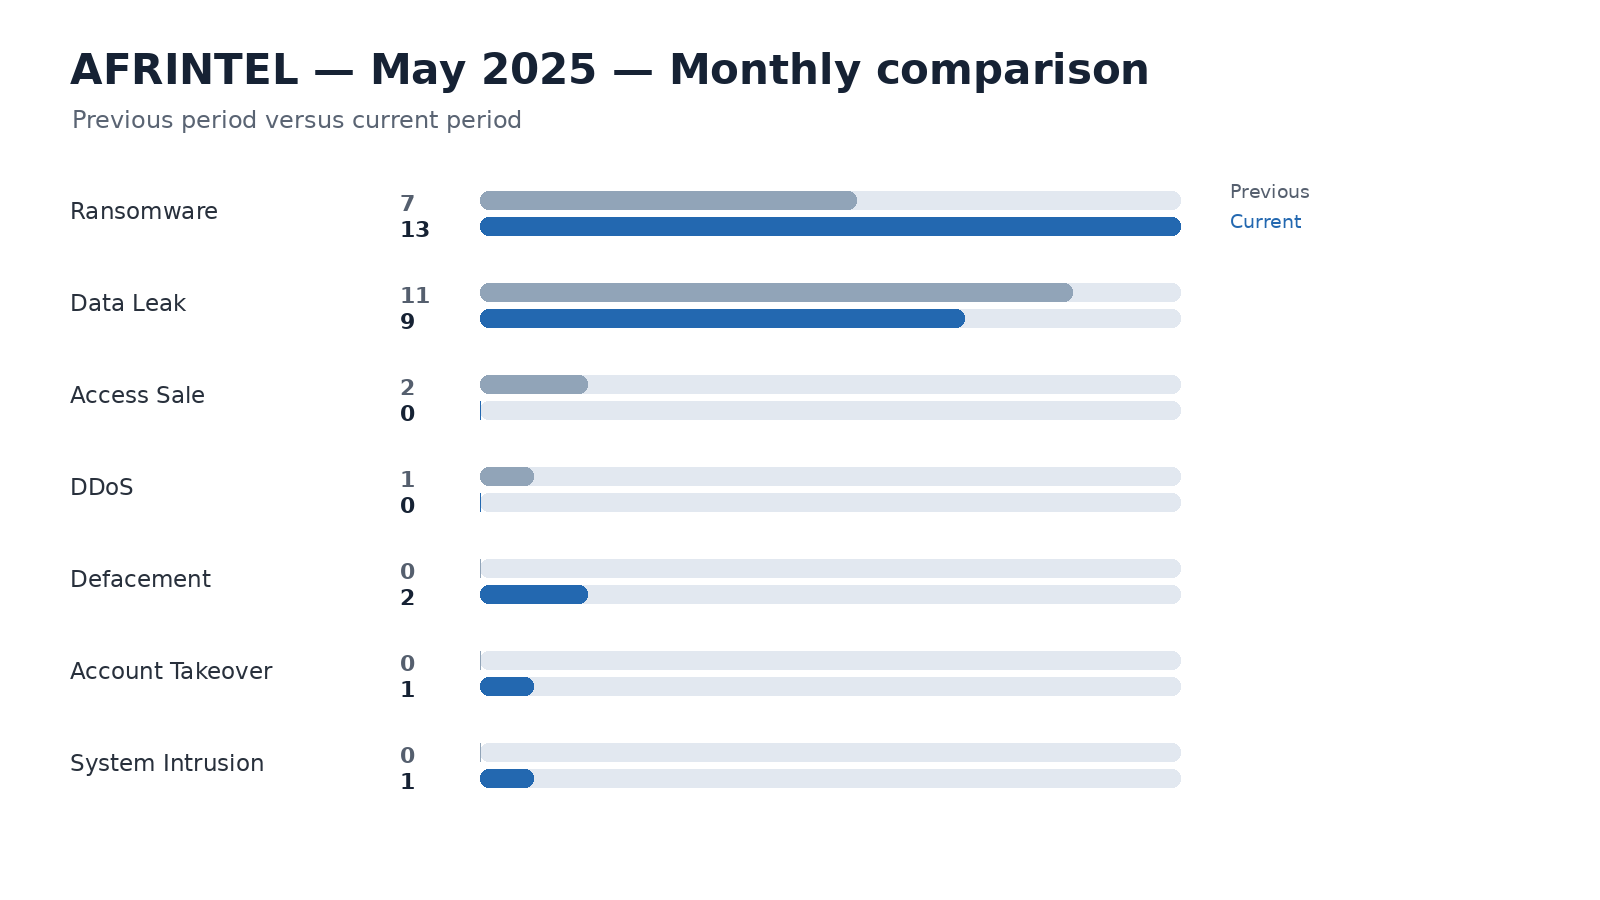 AFRINTEL — May 2025 — Monthly comparison
Previous period versus current period
Previous
Current
Ransomware
7
13
Data Leak
11
9
Access Sale
2
0
DDoS
1
0
Defacement
0
2
Account Takeover
0
1
System Intrusion
0
1